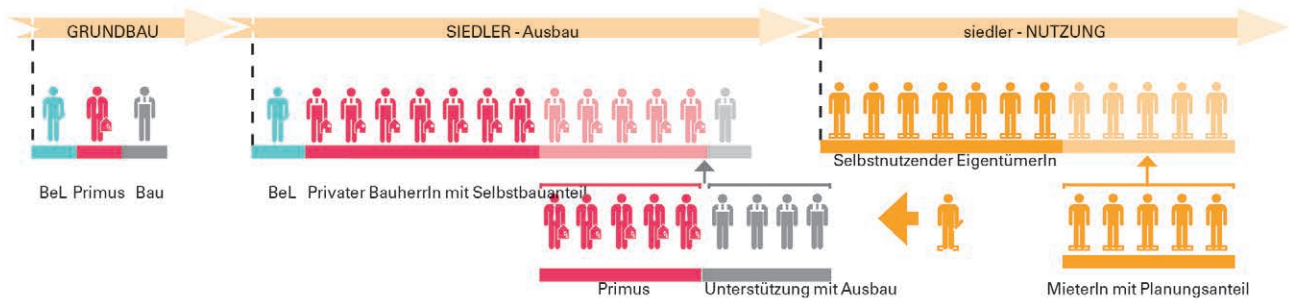 GRUNDBAU
SIEDLER - Ausbau
siedler - NUTZUNG
BeL Primus Bau
BeL Privater BauherrIn mit Selbstbauanteil
Selbstnutzender EigentümerIn
Primus
Unterstützung mit Ausbau
MieterIn mit Planungsanteil